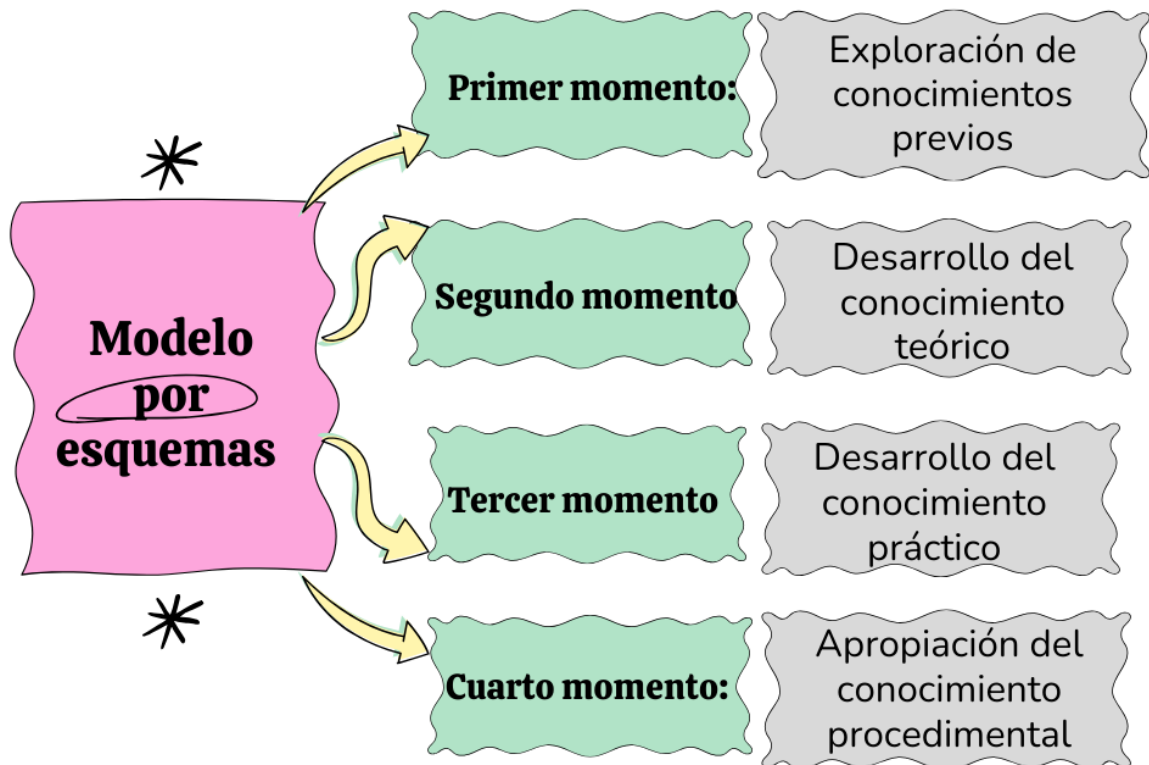 Modelo
por
esquemas
Primer momento:
Exploración de
conocimientos
previos
Segundo momento
Desarrollo del
conocimiento
teórico
Tercer momento
Desarrollo del
conocimiento
práctico
Cuarto momento:
Apropiación del
conocimiento
procedimental